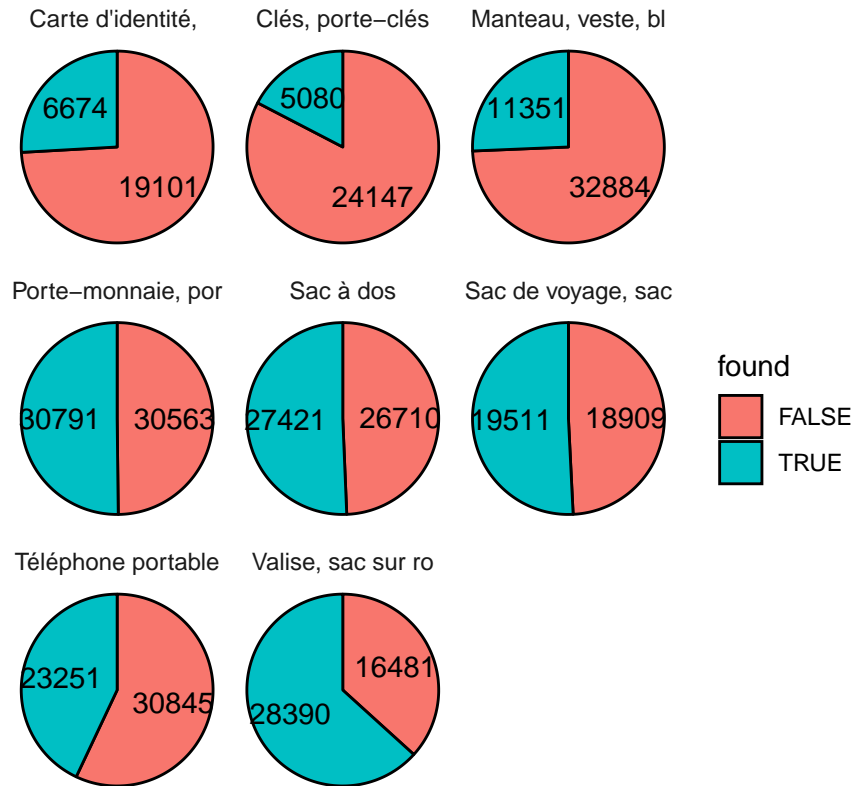 Carte d'identité,
Clés, porte−clés
Manteau, veste, bl
6674
19101
5080
24147
11351
32884
Porte−monnaie, por
Sac à dos
Sac de voyage, sac
30791
30563
27421
26710
19511
18909
found
FALSE
TRUE
Téléphone portable
Valise, sac sur ro
23251
30845
16481
28390